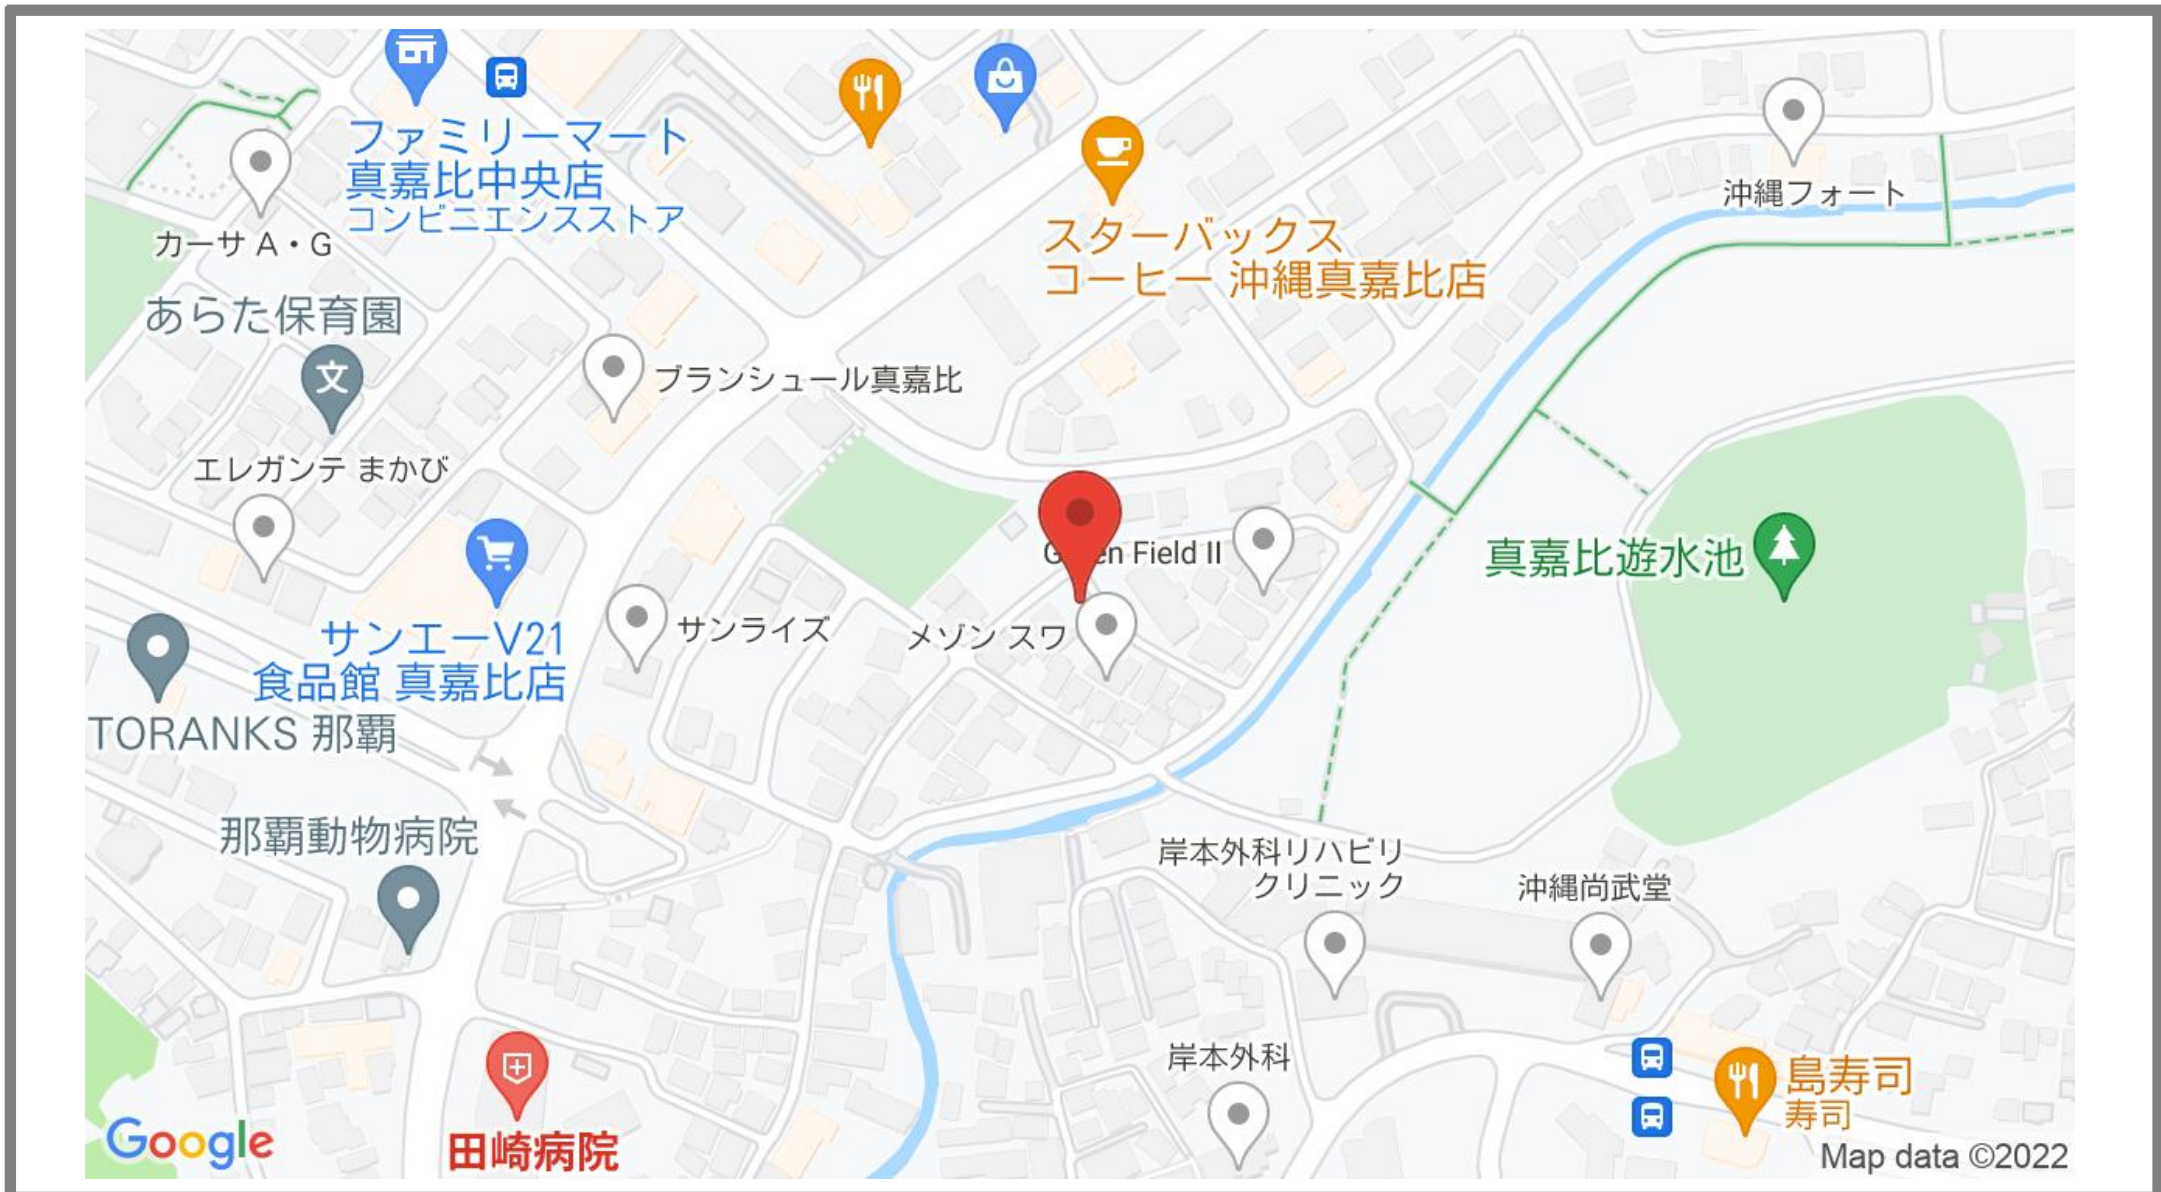 ファミリーマート
真嘉比中央店
コンビニエンスストア
カーサ A・G
スターバックス
コーヒー 沖縄真嘉比店
沖縄フォート
あらた保育園
文
ブランシュール真嘉比
エレガンテ まかび
Field II
真嘉比遊水池
サンエーV21
食品館 真嘉比店
サンライズ
メゾン スワ
TORANKS 那覇
那覇動物病院
岸本外科リハビリ
クリニック
沖縄尚武堂
岸本外科
島寿司
寿司
田崎病院
Google
Map data ©2022